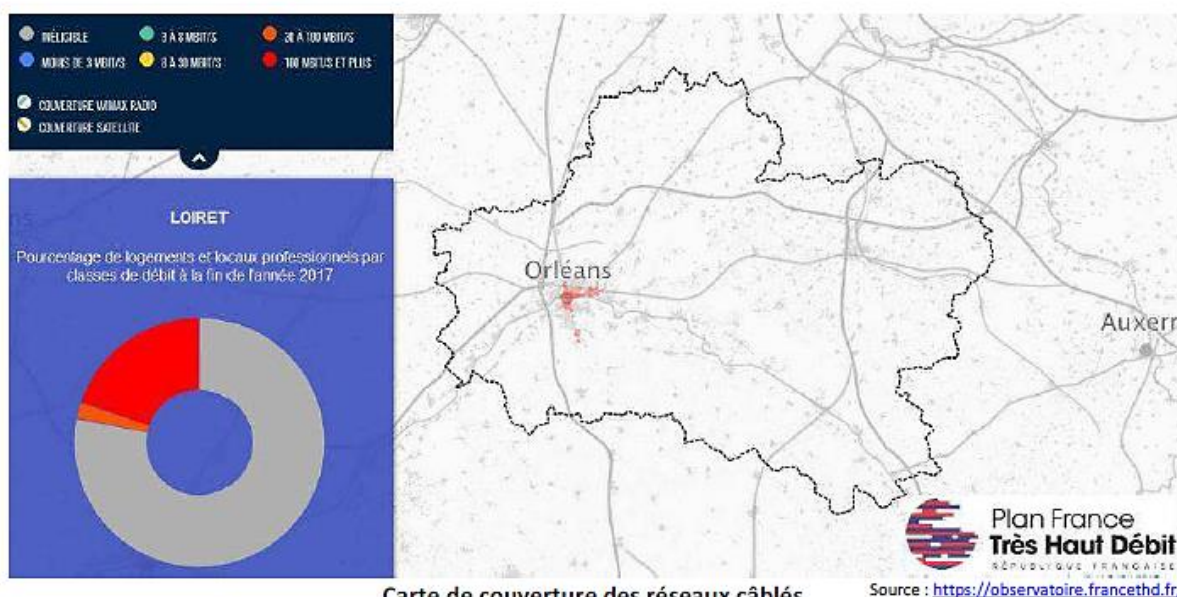 INÉLIGIBLE
3 À 8 MBIT/S
30 À 100 MBIT/S
MOINS DE 3 MBIT/S
8 À 30 MBIT/S
100 MBIT/S ET PLUS
COUVERTURE WIMAX RADIO
COUVERTURE SATELLITE
LOIRET
Pourcentage de logements et locaux professionnels par
classes de débit à la fin de l'année 2017
Orléans
Auxerr
Plan France
Très Haut Débit
RÉPUBLIQUE FRANÇAISE
Carte de couverture des réseaux câblés
Source : https://observatoire.francethd.fr